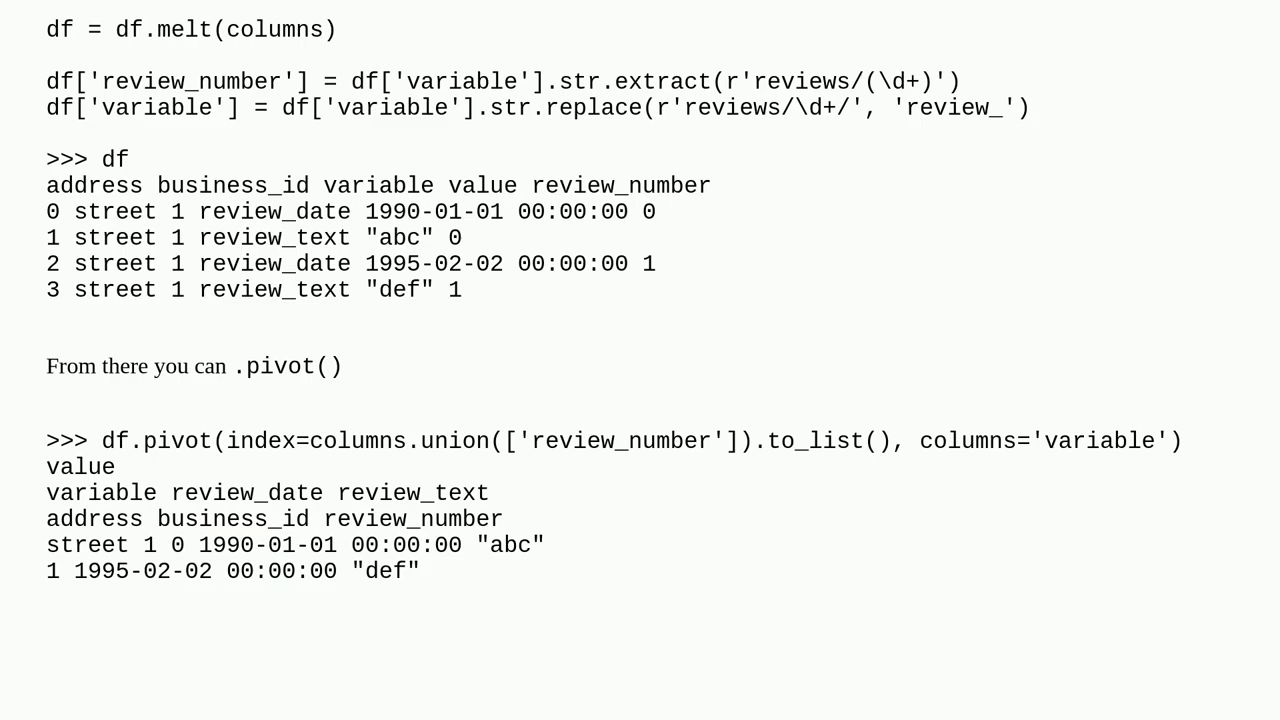 df = df.melt(columns)
df['review_number'] = df['variable'].str.extract(r'reviews/(\d+)')
df['variable'] = df['variable'].str.replace(r'reviews/\d+/', 'review_')
>>> df
address business_id variable value review_number
0 street 1 review_date 1990-01-01 00:00:00 0
1 street 1 review_text "abc" 0
2 street 1 review_date 1995-02-02 00:00:00 1
3 street 1 review_text "def" 1
From there you can .pivot()
>>> df.pivot(index=columns.union(['review_number']).to_list(), columns='variable')
value
variable review_date review_text
address business_id review_number
street 1 0 1990-01-01 00:00:00 "abc"
1 1995-02-02 00:00:00 "def"